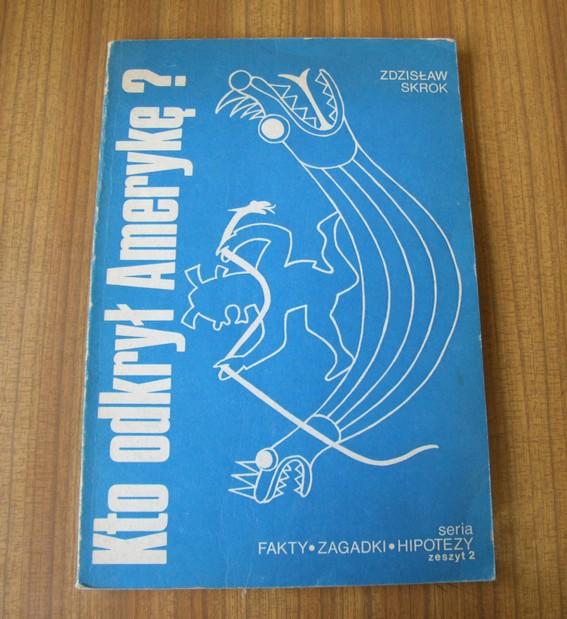 Kto odkrył Amerykę ?
ZDZISŁAW
SKROK
seria
FAKTY•ZAGADKI•HIPOTEZY
zeszyt 2